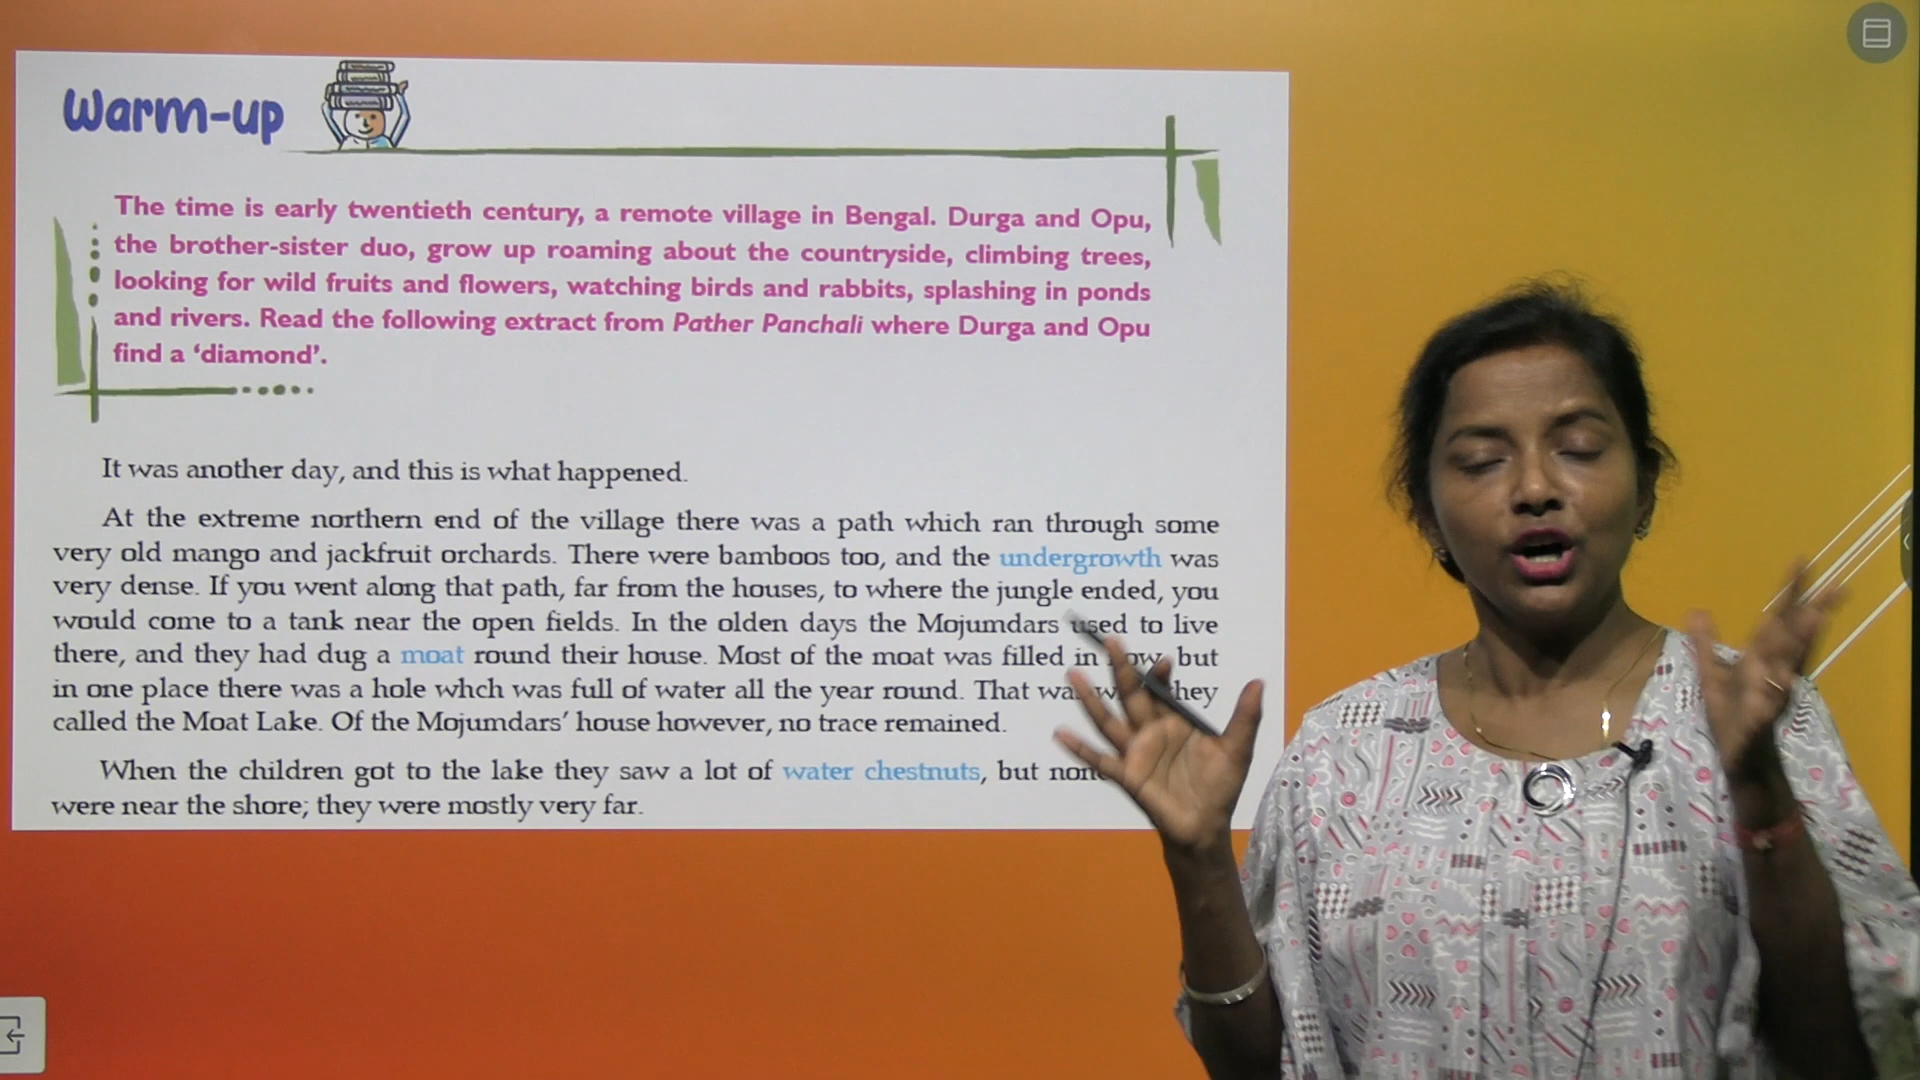 Warm-up
The time is early twentieth century, a remote village in Bengal. Durga and Opu,
the brother-sister duo, grow up roaming about the countryside, climbing trees,
looking for wild fruits and flowers, watching birds and rabbits, splashing in ponds
and rivers. Read the following extract from Pather Panchali where Durga and Opu
find a ‘diamond’.
It was another day, and this is what happened.
At the extreme northern end of the village there was a path which ran through some
very old mango and jackfruit orchards. There were bamboos too, and the undergrowth was
very dense. If you went along that path, far from the houses, to where the jungle ended, you
would come to a tank near the open fields. In the olden days the Mojumdars used to live
there, and they had dug a moat round their house. Most of the moat was filled in now, but
in one place there was a hole whch was full of water all the year round. That was they
called the Moat Lake. Of the Mojumdars’ house however, no trace remained.
When the children got to the lake they saw a lot of water chestnuts, but
were near the shore; they were mostly very far.